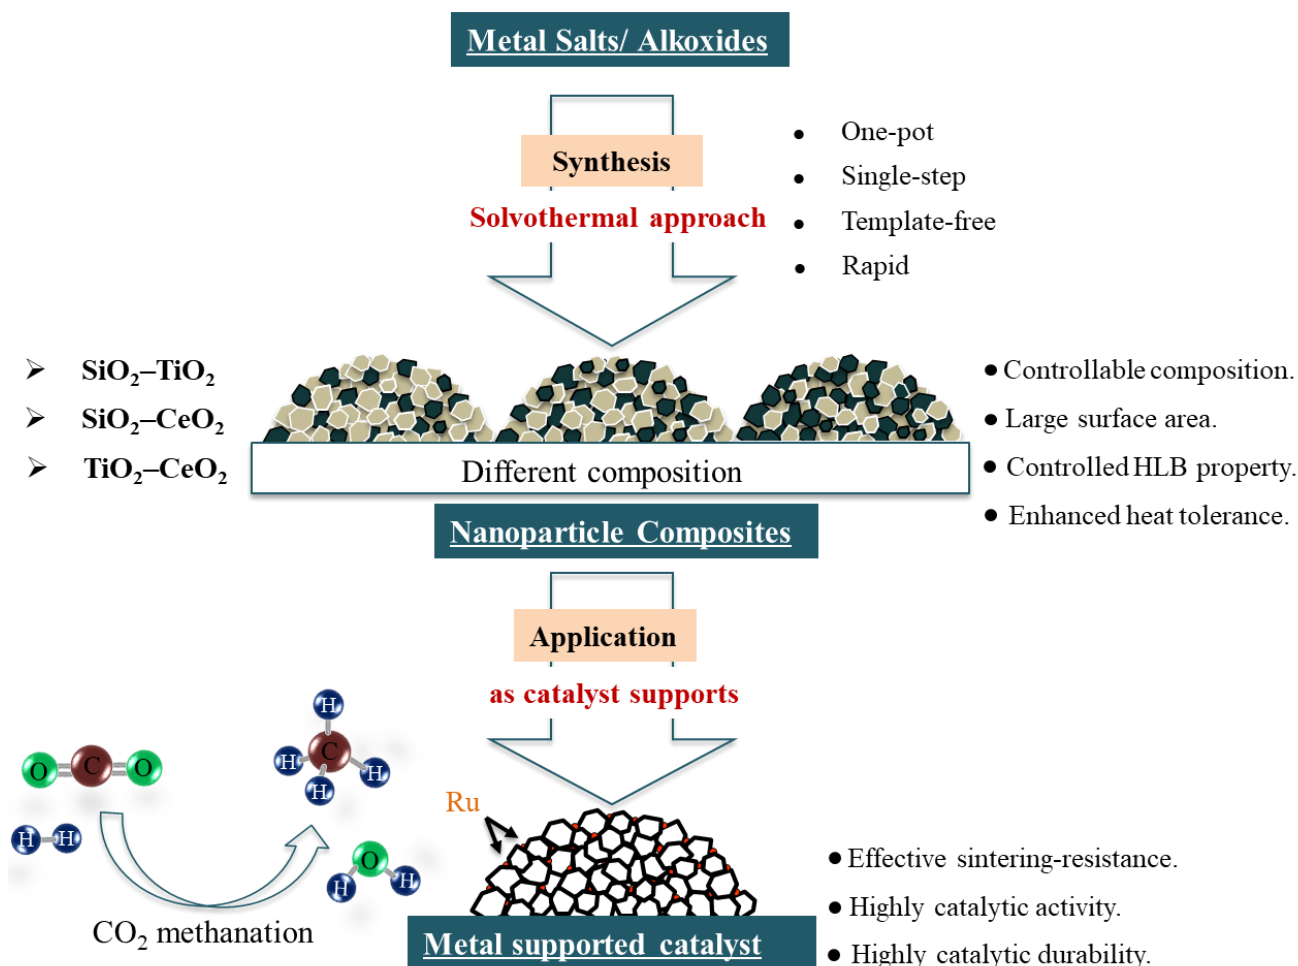 Metal Salts/ Alkoxides
Synthesis
Solvothermal approach
● One-pot
● Single-step
● Template-free
● Rapid
➢ SiO₂–TiO₂
➢ SiO₂–CeO₂
➢ TiO₂–CeO₂
Different composition
● Controllable composition.
● Large surface area.
● Controlled HLB property.
● Enhanced heat tolerance.
Nanoparticle Composites
Application
as catalyst supports
O C O
H H
H
H C H
H
O
H H
CO₂ methanation
Ru
● Effective sintering-resistance.
● Highly catalytic activity.
● Highly catalytic durability.
Metal supported catalyst